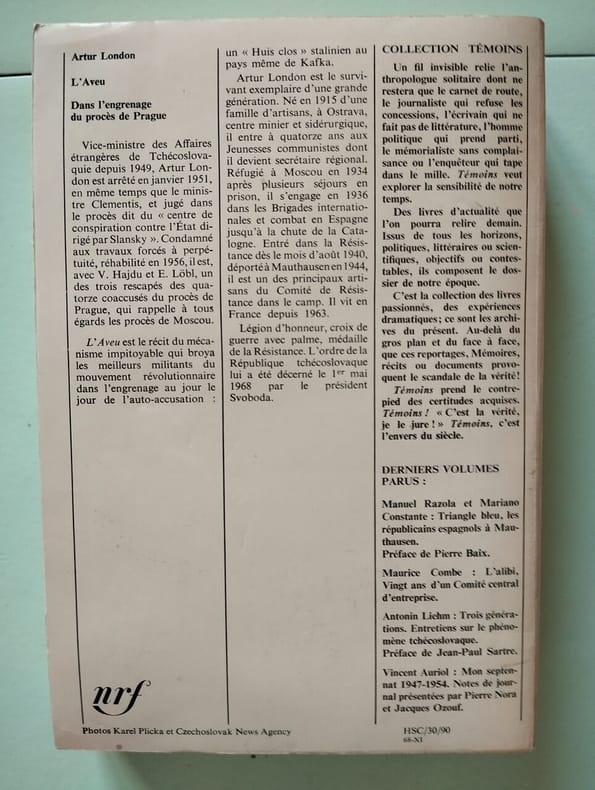 Artur London
L'Aveu
Dans l'engrenage
du procès de Prague
Vice-ministre des Affaires
étrangères de Tchécoslova-
quie depuis 1949, Artur Lon-
don est arrêté en janvier 1951,
en même temps que le minis-
tre Clementis, et jugé dans
le procès dit du « centre de
conspiration contre l'État di-
rigé par Slansky ». Condamné
aux travaux forcés à perpé-
tuité, réhabilité en 1956, il est,
avec V. Hajdu et E. Löbl, un
des trois rescapés des qua-
torze coaccusés du procès de
Prague, qui rappelle à tous
égards les procès de Moscou.
L'Aveu est le récit du méca-
nisme impitoyable qui broya
les meilleurs militants du
mouvement révolutionnaire
dans l'engrenage au jour le
jour de l'auto-accusation :
un « Huis clos » stalinien au
pays même de Kafka.
Artur London est le survi-
vant exemplaire d'une grande
génération. Né en 1915 d'une
famille d'artisans, à Ostrava,
centre minier et sidérurgique,
il entre à quatorze ans aux
Jeunesses communistes dont
il devient secrétaire régional.
Réfugié à Moscou en 1934
après plusieurs séjours en
prison, il s'engage en 1936
dans les Brigades internatio-
nales et combat en Espagne
jusqu'à la chute de la Cata-
logne. Entré dans la Résis-
tance dès le mois d'août 1940,
déporté à Mauthausen en 1944,
il est un des principaux arti-
sans du Comité de Résis-
tance dans le camp. Il vit en
France depuis 1963.
Légion d'honneur, croix de
guerre avec palme, médaille
de la Résistance. L'ordre de la
République tchécoslovaque
lui a été décerné le 1er mai
1968 par le président
Svoboda.
COLLECTION TÉMOINS
Un fil invisible relie l'an-
thropologue solitaire dont ne
restera que le carnet de route,
le journaliste qui refuse les
concessions, l'écrivain qui ne
fait pas de littérature, l'homme
politique qui prend parti,
le mémorialiste sans complai-
sance ou l'enquêteur qui tape
dans le mille. Témoins veut
explorer la sensibilité de notre
temps.
Des livres d'actualité que
l'on pourra relire demain.
Issus de tous les horizons,
politiques, littéraires ou scien-
tifiques, objectifs ou contes-
tables, ils composent le dos-
sier de notre époque.
C'est la collection des livres
passionnés, des expériences
dramatiques; ce sont les archi-
ves du présent. Au-delà du
gros plan et du face à face,
que ces reportages, Mémoires,
récits ou documents provo-
quent le scandale de la vérité!
Témoins prend le contre-
pied des certitudes acquises.
Témoins! « C'est la vérité,
je le jure! » Témoins, c'est
l'envers du siècle.
DERNIERS VOLUMES
PARUS :
Manuel Razola et Mariano
Constante : Triangle bleu, les
républicains espagnols à Mau-
thausen.
Préface de Pierre Baix.
Maurice Combe : L'alibi,
Vingt ans d'un Comité central
d'entreprise.
Antonin Liehm : Trois généra-
tions. Entretiens sur le phéno-
mène tchécoslovaque.
Préface de Jean-Paul Sartre.
Vincent Auriol : Mon septen-
nat 1947-1954. Notes de jour-
nal présentées par Pierre Nora
et Jacques Ozouf.
nrf
Photos Karel Plicka et Czechoslovak News Agency
HSC/30/90
68-XI